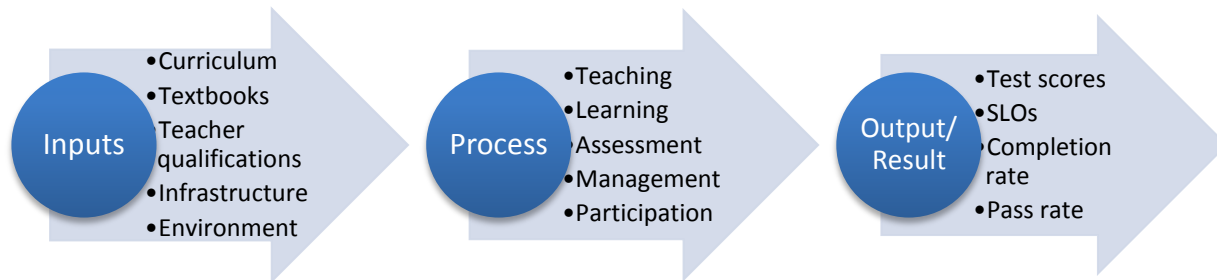 Inputs
•Curriculum
•Textbooks
•Teacher
qualifications
•Infrastructure
•Environment
Process
•Teaching
•Learning
•Assessment
•Management
•Participation
Output/
Result
•Test scores
•SLOs
•Completion
rate
•Pass rate